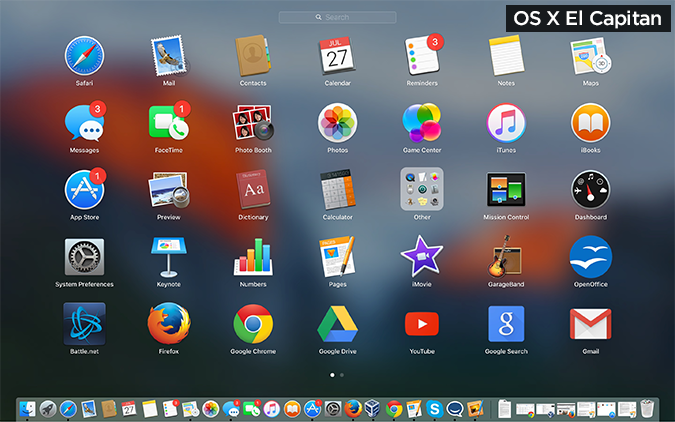 OS X El Capitan
Search
Safari
Mail
JUL
27
Contacts
Calendar
3
Reminders
Notes
3D
Maps
3
1
Messages
FaceTime
Photo Booth
Photos
Game Center
iTunes
iBooks
1
Aa
App Store
Preview
Dictionary
Calculator
Other
Mission Control
Dashboard
PAGES
System Preferences
Keynote
Numbers
Pages
iMovie
GarageBand
OpenOffice
g
Battle.net
Firefox
Google Chrome
Google Drive
YouTube
Google Search
Gmail
27